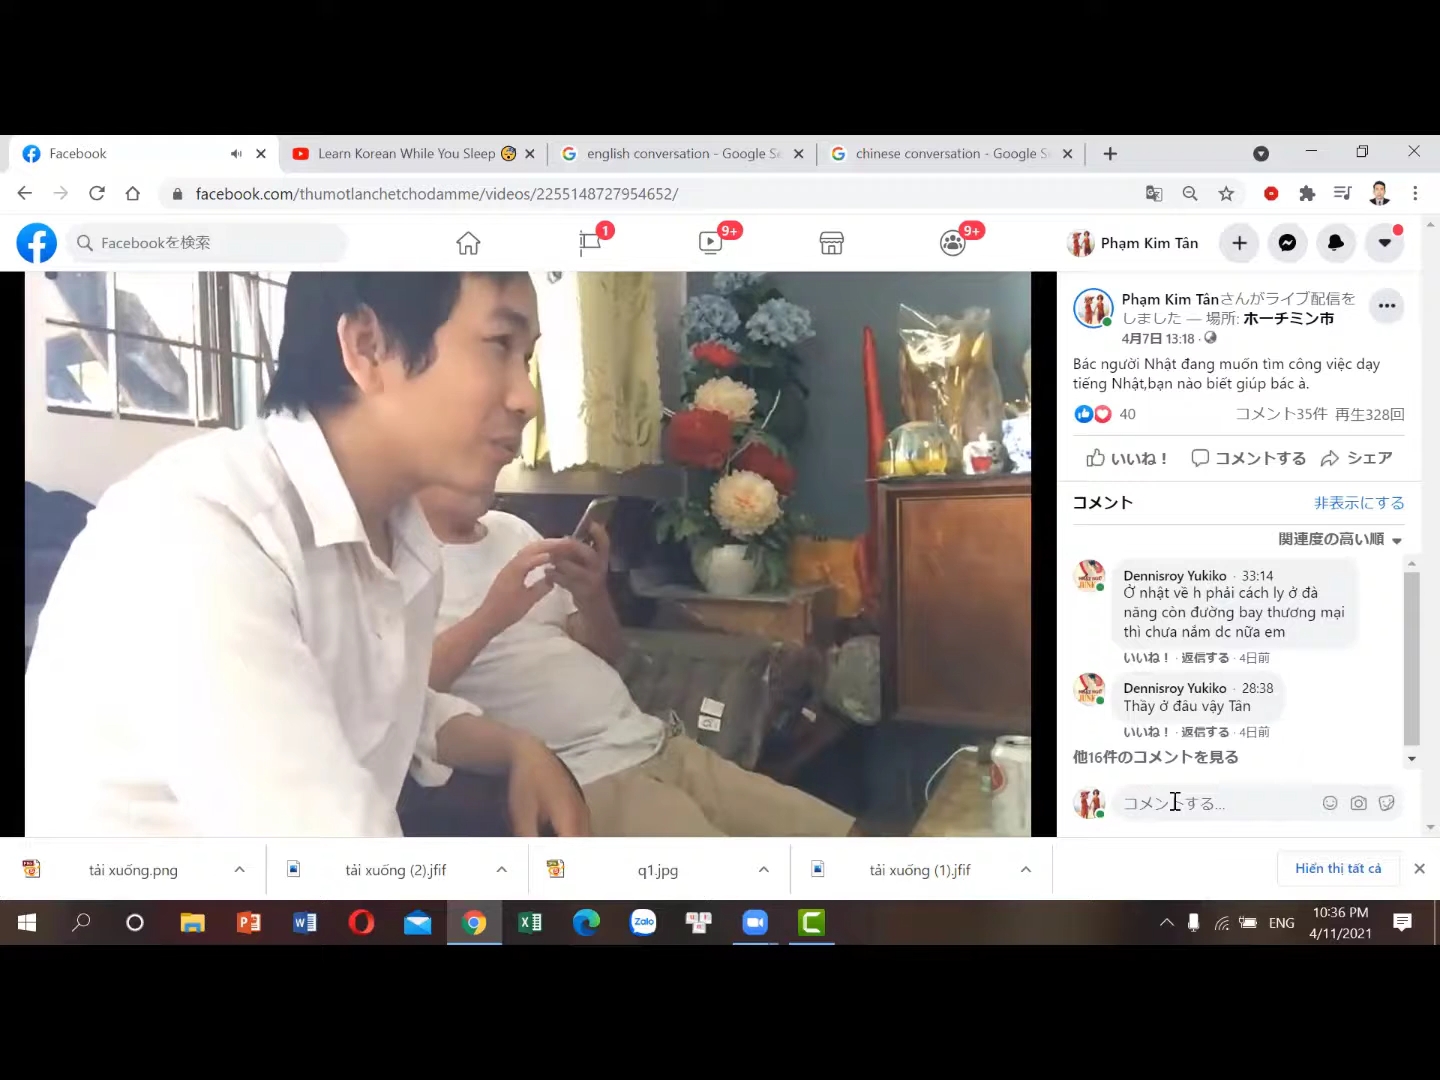 Facebook
Learn Korean While You Sleep 😴
english conversation - Google Se
chinese conversation - Google Se
facebook.com/thumotlanchetchodamme/videos/2255148727954652/
Facebookを検索
1
9+
9+
Phạm Kim Tân
Phạm Kim Tânさんがライブ配信を
しました — 場所: ホーチミン市
4月7日 13:18 ·
Bác người Nhật đang muốn tìm công việc dạy
tiếng Nhật,bạn nào biết giúp bác à.
40
コメント35件 再生328回
いいね！ コメントする シェア
コメント
非表示にする
関連度の高い順
Dennisroy Yukiko · 33:14
Ở nhật về h phải cách ly ở đà
nãng còn đường bay thương mại
thì chưa nắm dc nữa em
いいね！ · 返信する · 4日前
Dennisroy Yukiko · 28:38
Thầy ở đâu vậy Tân
いいね！ · 返信する · 4日前
他16件のコメントを見る
コメントする...
tải xuống.png
tải xuống (2).jfif
q1.jpg
tải xuống (1).jfif
Hiển thị tất cả
Zalo
ENG
10:36 PM
4/11/2021